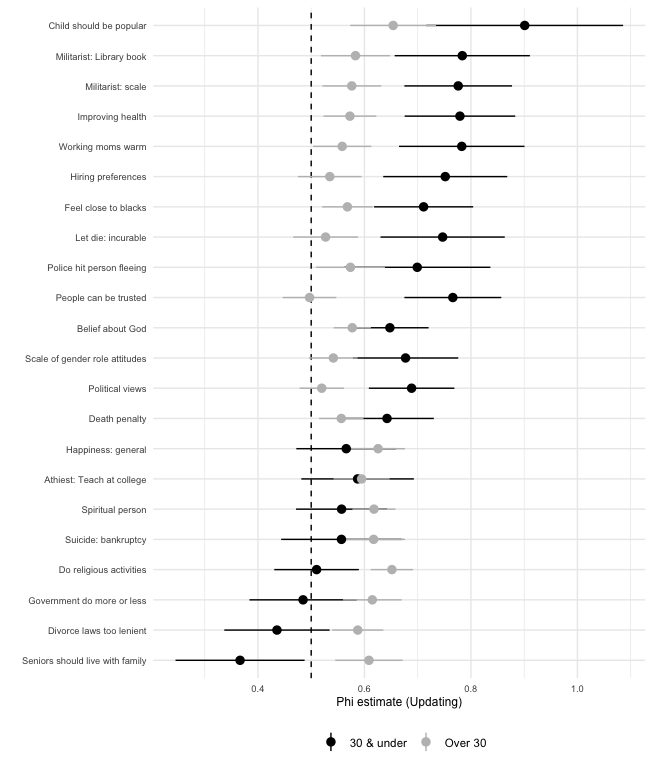 Child should be popular
Militarist: Library book
Militarist: scale
Improving health
Working moms warm
Hiring preferences
Feel close to blacks
Let die: incurable
Police hit person fleeing
People can be trusted
Belief about God
Scale of gender role attitudes
Political views
Death penalty
Happiness: general
Athiest: Teach at college
Spiritual person
Suicide: bankruptcy
Do religious activities
Government do more or less
Divorce laws too lenient
Seniors should live with family
0.4 0.6 0.8 1.0
Phi estimate (Updating)
30 & under Over 30